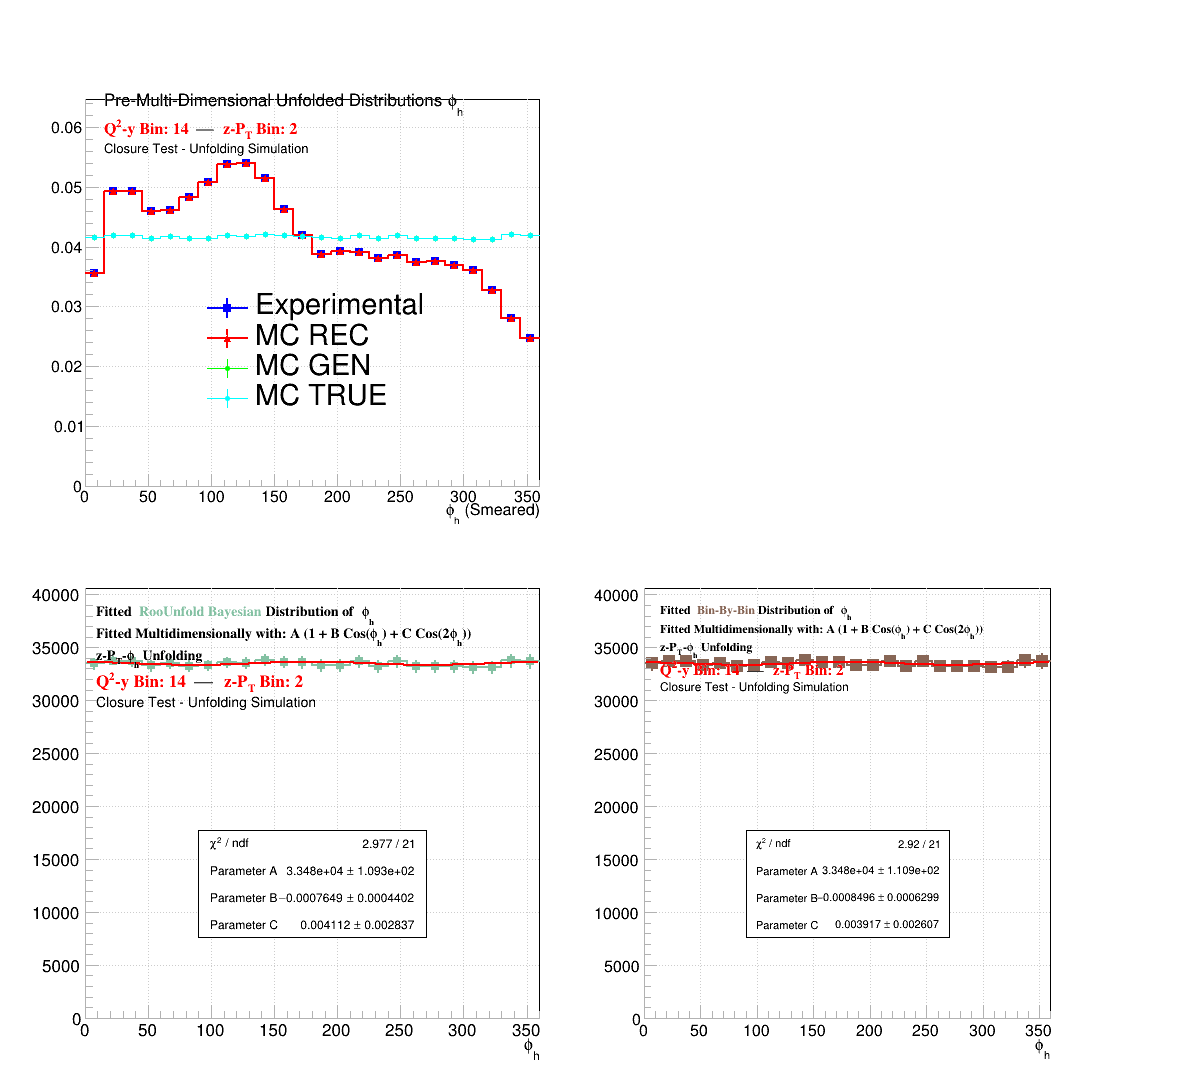 Pre-Multi-Dimensional Unfolded Distributions ϕh
Q²-y Bin: 14 — z-PT Bin: 2
Closure Test - Unfolding Simulation
0.06
0.05
0.04
0.03
0.02
0.01
0
Experimental
MC REC
MC GEN
MC TRUE
0 50 100 150 200 250 300 350
ϕh (Smeared)
40000
35000
30000
25000
20000
15000
10000
5000
0
Fitted RooUnfold Bayesian Distribution of ϕh
Fitted Multidimensionally with: A (1 + B Cos(ϕh) + C Cos(2ϕh))
z-PT-ϕh Unfolding
Q²-y Bin: 14 — z-PT Bin: 2
Closure Test - Unfolding Simulation
χ² / ndf 2.977 / 21
Parameter A 3.348e+04 ± 1.093e+02
Parameter B −0.0007649 ± 0.0004402
Parameter C 0.004112 ± 0.002837
0 50 100 150 200 250 300 350
ϕh
40000
35000
30000
25000
20000
15000
10000
5000
0
Fitted Bin-By-Bin Distribution of ϕh
Fitted Multidimensionally with: A (1 + B Cos(ϕh) + C Cos(2ϕh))
z-PT-ϕh Unfolding
Q²-y Bin: 14 — z-PT Bin: 2
Closure Test - Unfolding Simulation
χ² / ndf 2.92 / 21
Parameter A 3.348e+04 ± 1.109e+02
Parameter B −0.0008496 ± 0.0006299
Parameter C 0.003917 ± 0.002607
0 50 100 150 200 250 300 350
ϕh